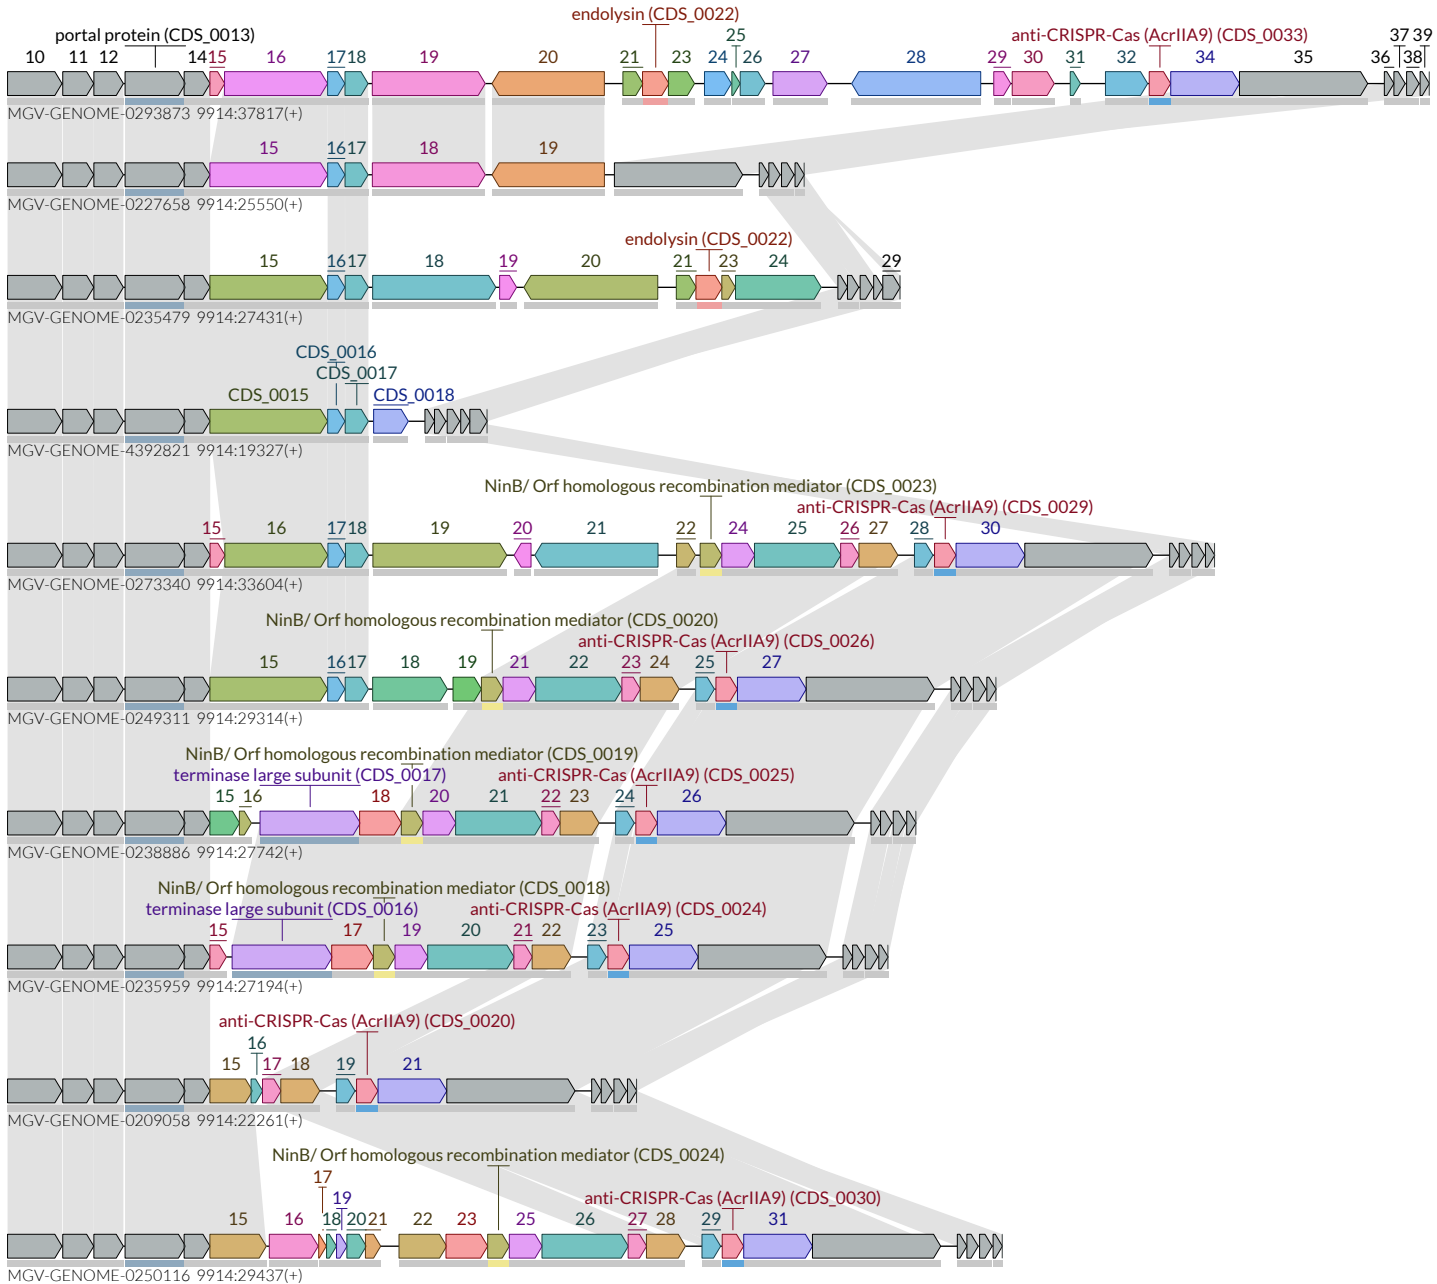 endolysin (CDS_0022)
portal protein (CDS_0013) 25 anti-CRISPR-Cas (AcrIIA9) (CDS_0033) 37 39
10 11 12 14 15 16 17 18 19 20 21 23 24 26 27 28 29 30 31 32 34 35 36 38
MGV-GENOME-0293873 9914:37817(+)
15 16 17 18 19
MGV-GENOME-0227658 9914:25550(+)
endolysin (CDS_0022)
15 16 17 18 19 20 21 23 24 29
MGV-GENOME-0235479 9914:27431(+)
CDS_0016
CDS_0017
CDS_0015 CDS_0018
MGV-GENOME-4392821 9914:19327(+)
NinB/ Orf homologous recombination mediator (CDS_0023)
anti-CRISPR-Cas (AcrIIA9) (CDS_0029)
15 16 17 18 19 20 21 22 24 25 26 27 28 30
MGV-GENOME-0273340 9914:33604(+)
NinB/ Orf homologous recombination mediator (CDS_0020)
anti-CRISPR-Cas (AcrIIA9) (CDS_0026)
15 16 17 18 19 21 22 23 24 25 27
MGV-GENOME-0249311 9914:29314(+)
NinB/ Orf homologous recombination mediator (CDS_0019)
terminase large subunit (CDS_0017) anti-CRISPR-Cas (AcrIIA9) (CDS_0025)
15 16 18 20 21 22 23 24 26
MGV-GENOME-0238886 9914:27742(+)
NinB/ Orf homologous recombination mediator (CDS_0018)
terminase large subunit (CDS_0016) anti-CRISPR-Cas (AcrIIA9) (CDS_0024)
15 17 19 20 21 22 23 25
MGV-GENOME-0235959 9914:27194(+)
anti-CRISPR-Cas (AcrIIA9) (CDS_0020)
16
15 17 18 19 21
MGV-GENOME-0209058 9914:22261(+)
NinB/ Orf homologous recombination mediator (CDS_0024)
17
19 anti-CRISPR-Cas (AcrIIA9) (CDS_0030)
15 16 18 20 21 22 23 25 26 27 28 29 31
MGV-GENOME-0250116 9914:29437(+)